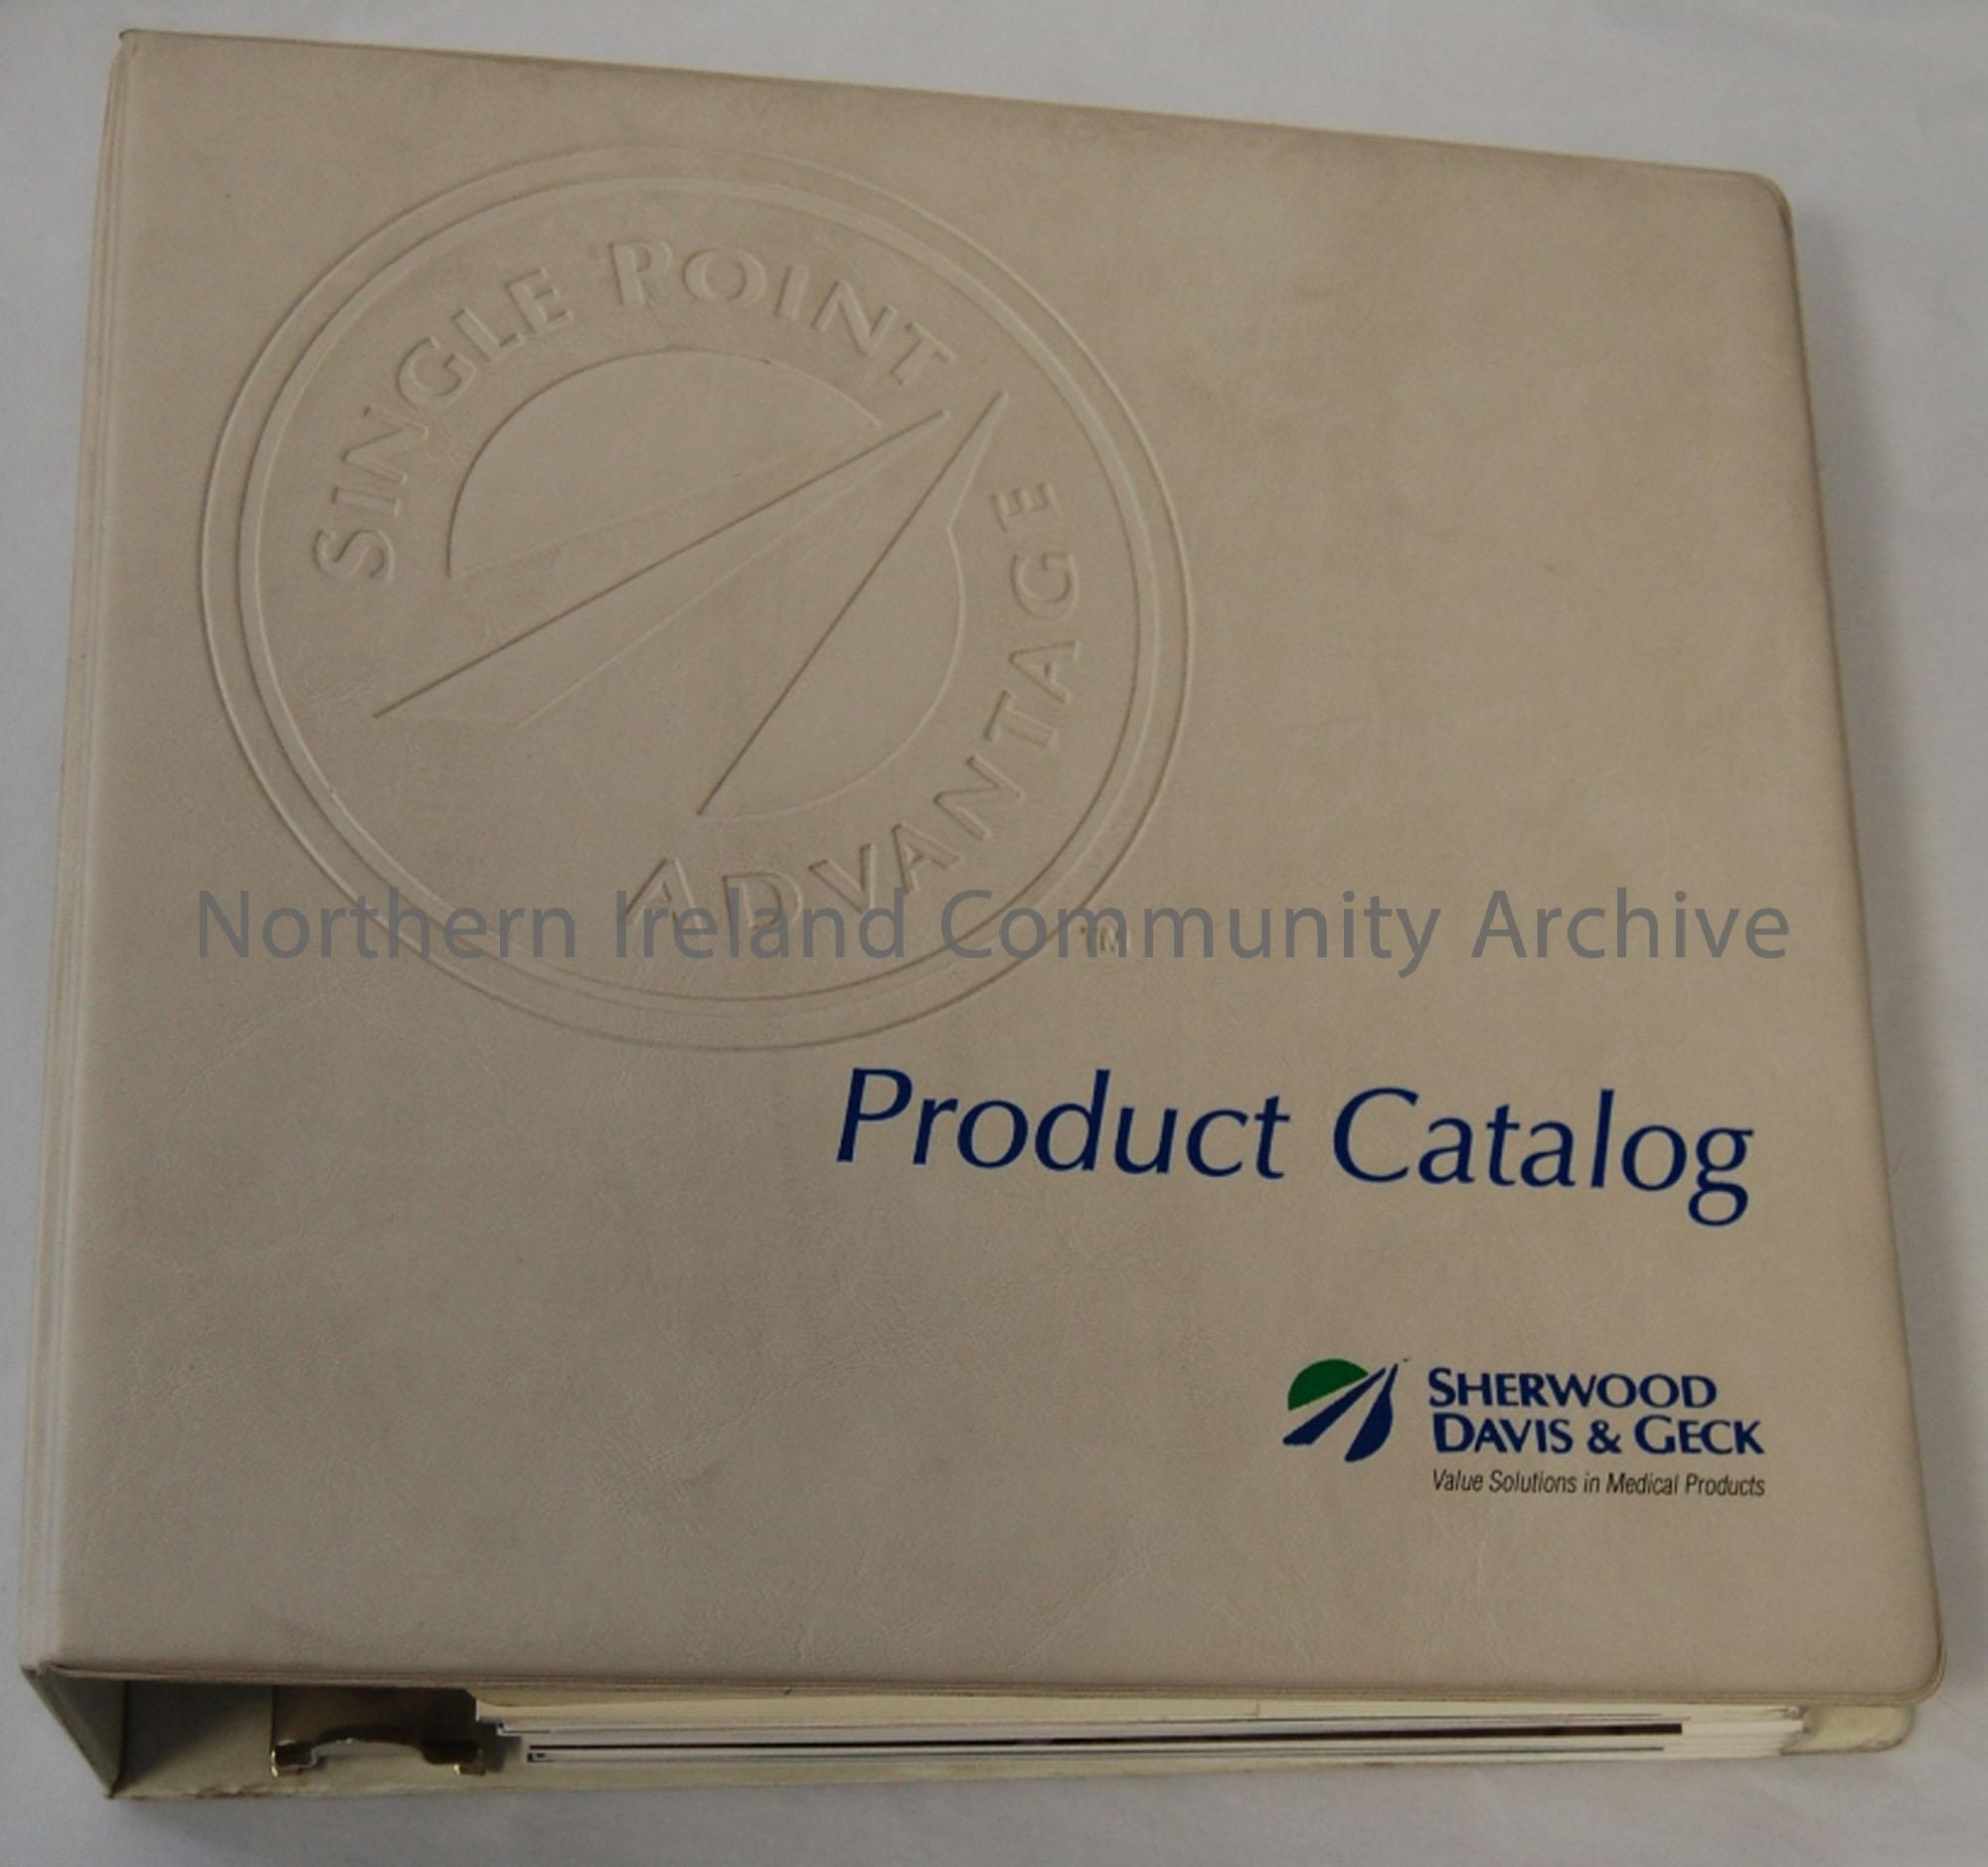 SINGLE POINT
ADVANTAGE
TM
Northern Ireland Community Archive
Product Catalog
SHERWOOD
DAVIS & GECK
Value Solutions in Medical Products